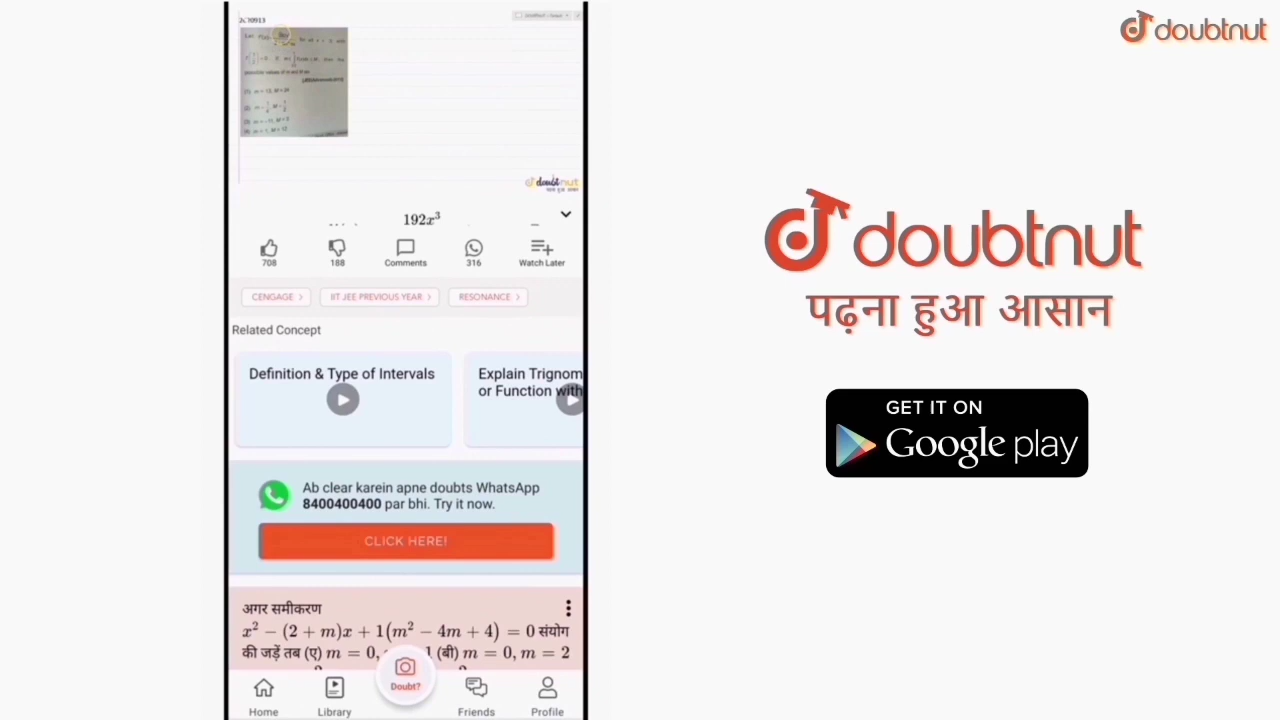 doubtnut
doubtnut
पढ़ना हुआ आसान
192x³
708
188
Comments
316
Watch Later
CENGAGE >
IIT JEE PREVIOUS YEAR >
RESONANCE >
Related Concept
Definition & Type of Intervals
Explain Trignom
or Function with
Ab clear karein apne doubts WhatsApp
8400400400 par bhi. Try it now.
CLICK HERE!
अगर समीकरण
x² − (2 + m)x + 1(m² − 4m + 4) = 0 संयोग
की जड़ें तब (ए) m = 0, 1 (बी) m = 0, m = 2
Doubt?
Home
Library
Friends
Profile
doubtnut
पढ़ना हुआ आसान
GET IT ON
Google play